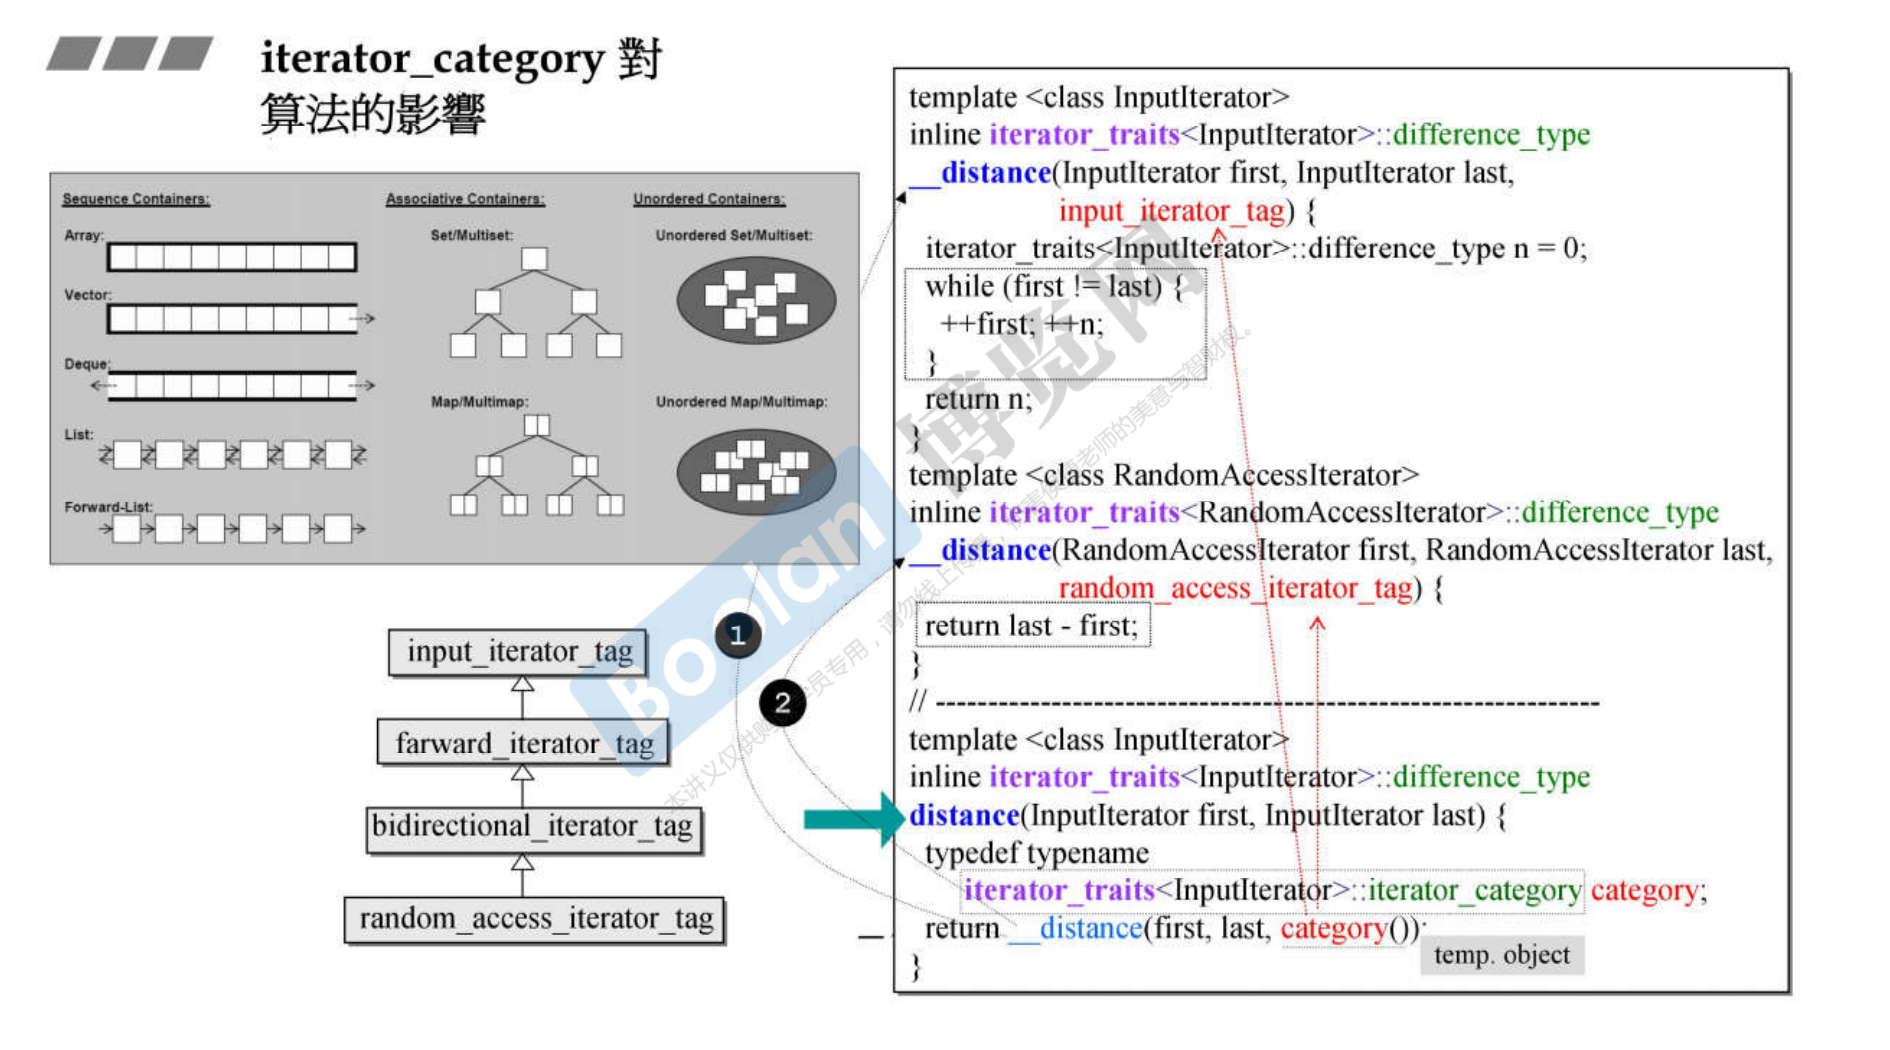 iterator_category 對
算法的影響
Sequence Containers:
Array:
Vector:
Deque:
List:
Forward-List:
Associative Containers:
Set/Multiset:
Map/Multimap:
Unordered Containers:
Unordered Set/Multiset:
Unordered Map/Multimap:
input_iterator_tag
farward_iterator_tag
bidirectional_iterator_tag
random_access_iterator_tag
1
2
template <class InputIterator>
inline iterator_traits<InputIterator>::difference_type
__distance(InputIterator first, InputIterator last,
input_iterator_tag) {
iterator_traits<InputIterator>::difference_type n = 0;
while (first != last) {
++first; ++n;
}
return n;
}
template <class RandomAccessIterator>
inline iterator_traits<RandomAccessIterator>::difference_type
__distance(RandomAccessIterator first, RandomAccessIterator last,
random_access_iterator_tag) {
return last - first;
}
// ----------------------------------------------------------------
template <class InputIterator>
inline iterator_traits<InputIterator>::difference_type
distance(InputIterator first, InputIterator last) {
typedef typename
iterator_traits<InputIterator>::iterator_category category;
return __distance(first, last, category());
temp. object
}
Boolan 博览网